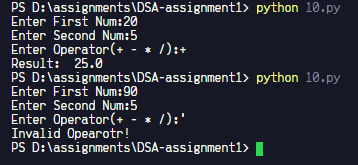 PS D:\assignments\DSA-assignment1> python 10.py
Enter First Num:20
Enter Second Num:5
Enter Operator(+ - * /):+
Result:  25.0
PS D:\assignments\DSA-assignment1> python 10.py
Enter First Num:90
Enter Second Num:5
Enter Operator(+ - * /):'
Invalid Opearotr!
PS D:\assignments\DSA-assignment1>